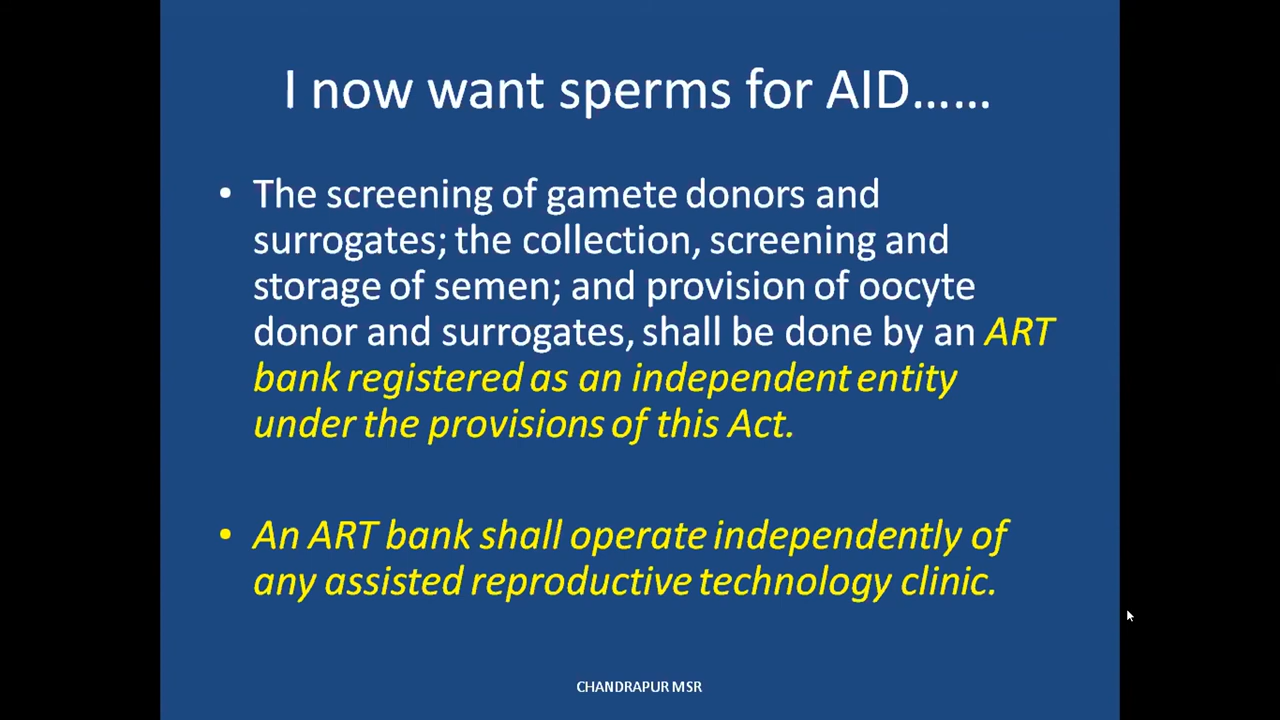 I now want sperms for AID......
• The screening of gamete donors and
surrogates; the collection, screening and
storage of semen; and provision of oocyte
donor and surrogates, shall be done by an ART
bank registered as an independent entity
under the provisions of this Act.
• An ART bank shall operate independently of
any assisted reproductive technology clinic.
CHANDRAPUR MSR